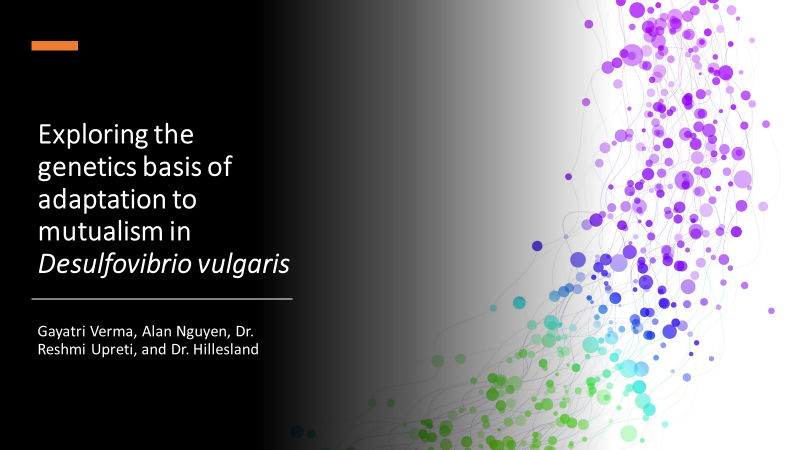 Exploring the
genetics basis of
adaptation to
mutualism in
Desulfovibrio vulgaris
Gayatri Verma, Alan Nguyen, Dr.
Reshmi Upreti, and Dr. Hillesland